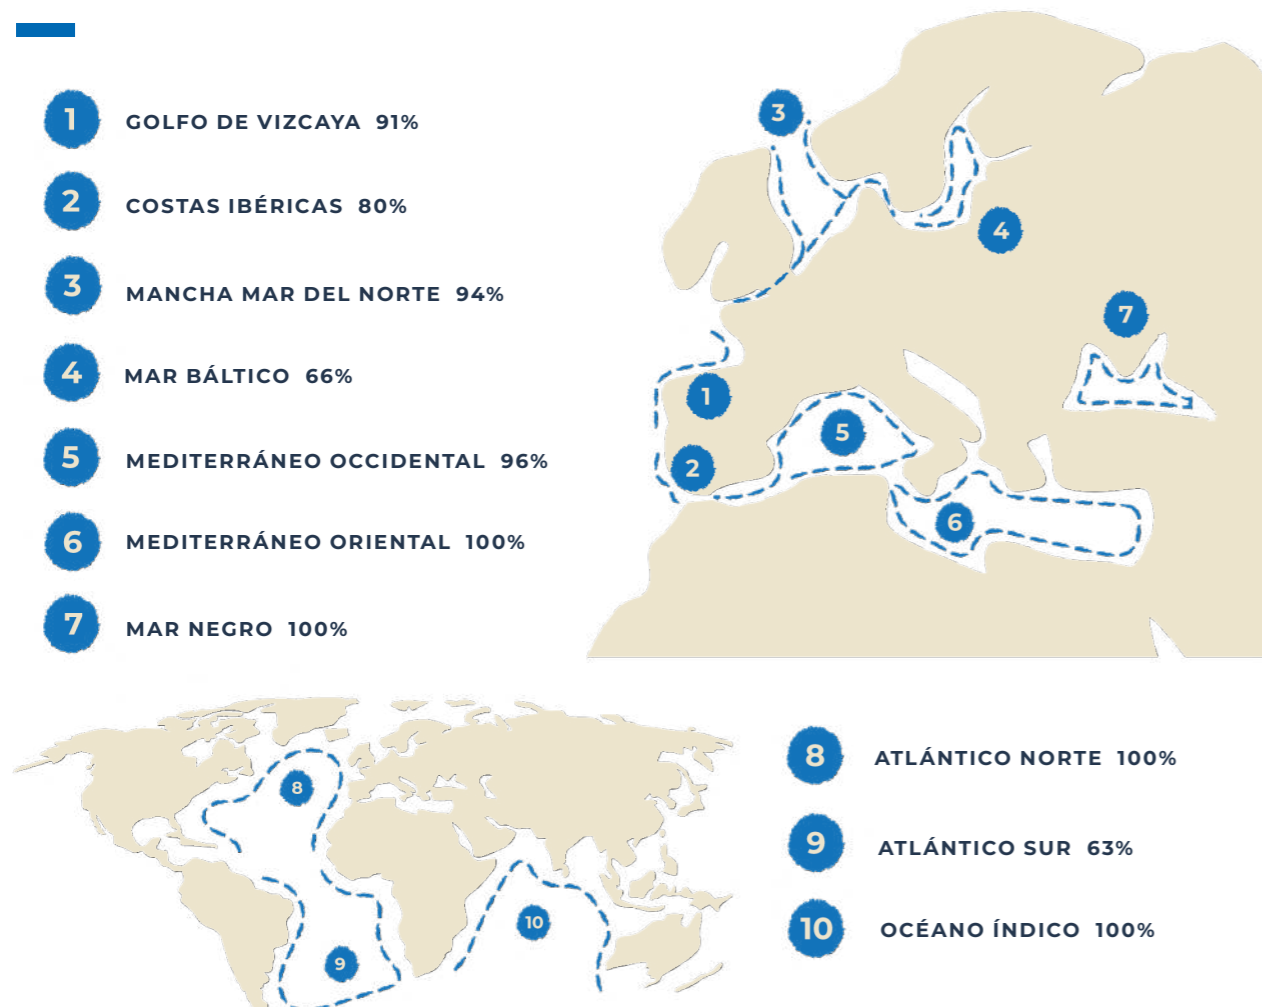 1 GOLFO DE VIZCAYA 91%
2 COSTAS IBÉRICAS 80%
3 MANCHA MAR DEL NORTE 94%
4 MAR BÁLTICO 66%
5 MEDITERRÁNEO OCCIDENTAL 96%
6 MEDITERRÁNEO ORIENTAL 100%
7 MAR NEGRO 100%
3
4
7
1
5
2
6
8
9
10
8 ATLÁNTICO NORTE 100%
9 ATLÁNTICO SUR 63%
10 OCÉANO ÍNDICO 100%